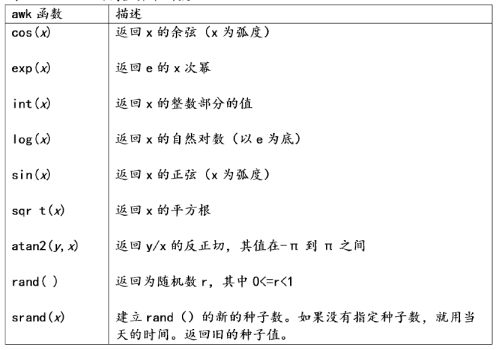 awk 函数 描述
cos(x) 返回 x 的余弦（x 为弧度）
exp(x) 返回 e 的 x 次幂
int(x) 返回 x 的整数部分的值
log(x) 返回 x 的自然对数（以 e 为底）
sin(x) 返回 x 的正弦（x 为弧度）
sqr t(x) 返回 x 的平方根
atan2(y,x) 返回 y/x 的反正切，其值在-π 到 π 之间
rand( ) 返回为随机数 r，其中 0<=r<1
srand(x) 建立 rand（）的新的种子数。如果没有指定种子数，就用当
天的时间。返回旧的种子值。